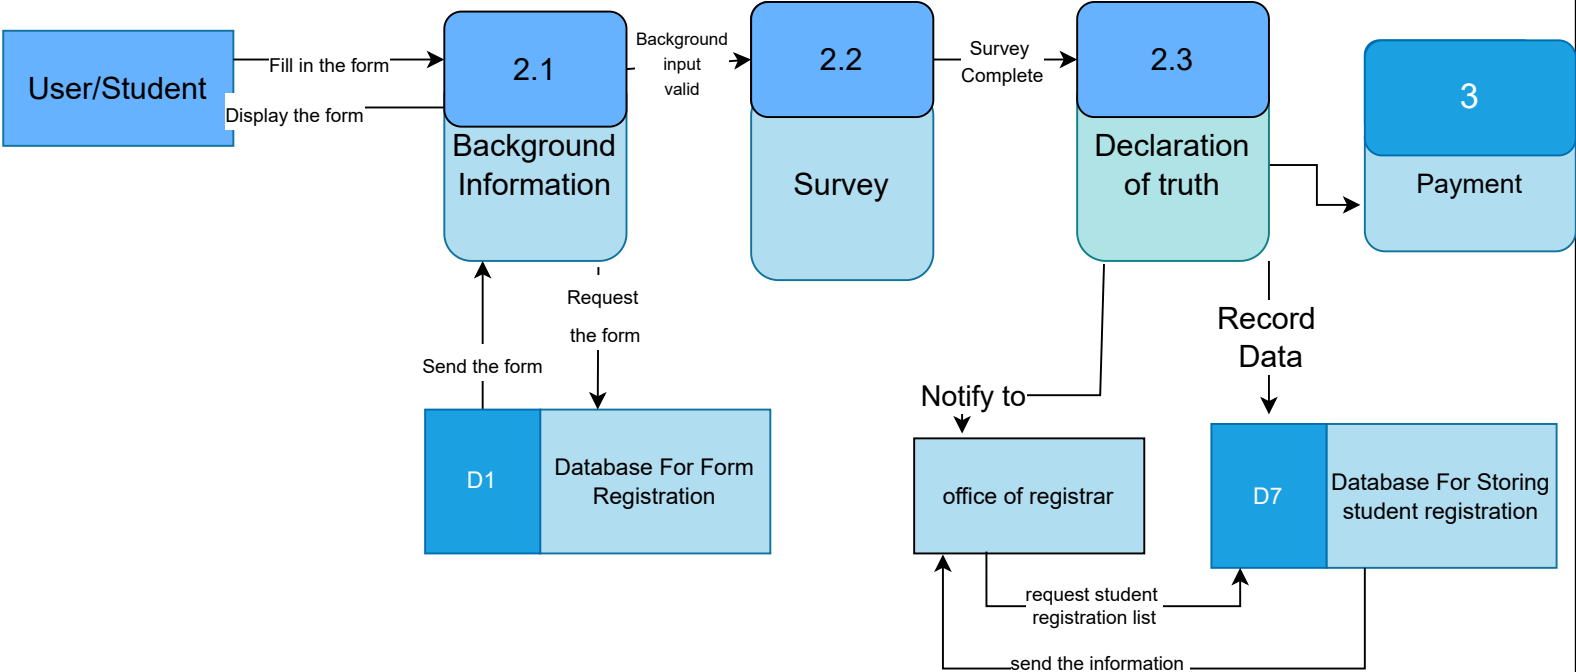 User/Student
Fill in the form
Display the form
2.1
Background
Information
Background
input
valid
2.2
Survey
Survey
Complete
2.3
Declaration
of truth
3
Payment
Request
the form
Send the form
D1
Database For Form
Registration
Notify to
office of registrar
Record
Data
D7
Database For Storing
student registration
request student
registration list
send the information